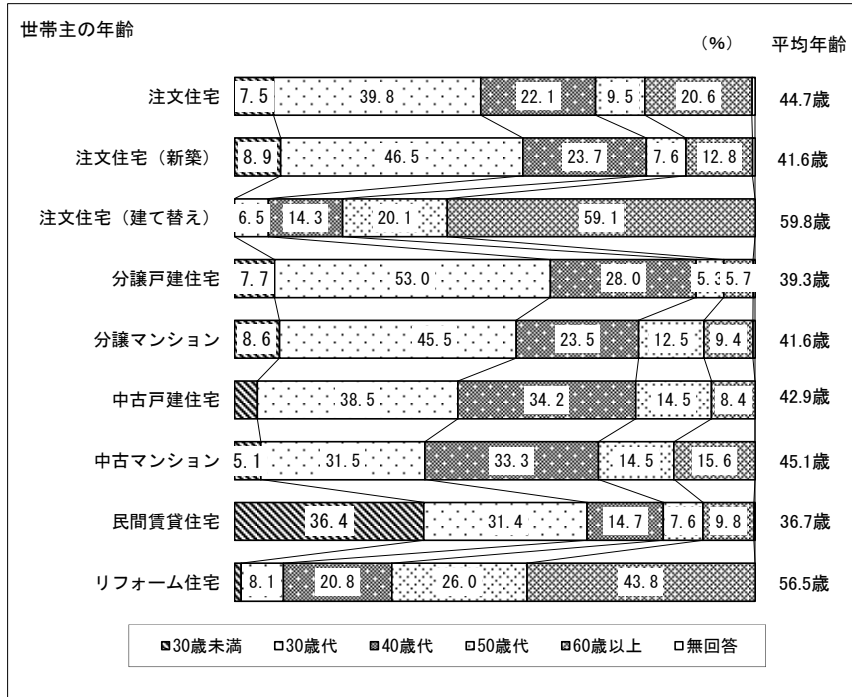 世帯主の年齢
(%) 平均年齢
注文住宅 7.5 39.8 22.1 9.5 20.6 44.7歳
注文住宅（新築） 8.9 46.5 23.7 7.6 12.8 41.6歳
注文住宅（建て替え） 6.5 14.3 20.1 59.1 59.8歳
分譲戸建住宅 7.7 53.0 28.0 5.3 5.7 39.3歳
分譲マンション 8.6 45.5 23.5 12.5 9.4 41.6歳
中古戸建住宅 38.5 34.2 14.5 8.4 42.9歳
中古マンション 5.1 31.5 33.3 14.5 15.6 45.1歳
民間賃貸住宅 36.4 31.4 14.7 7.6 9.8 36.7歳
リフォーム住宅 8.1 20.8 26.0 43.8 56.5歳
30歳未満 30歳代 40歳代 50歳代 60歳以上 無回答